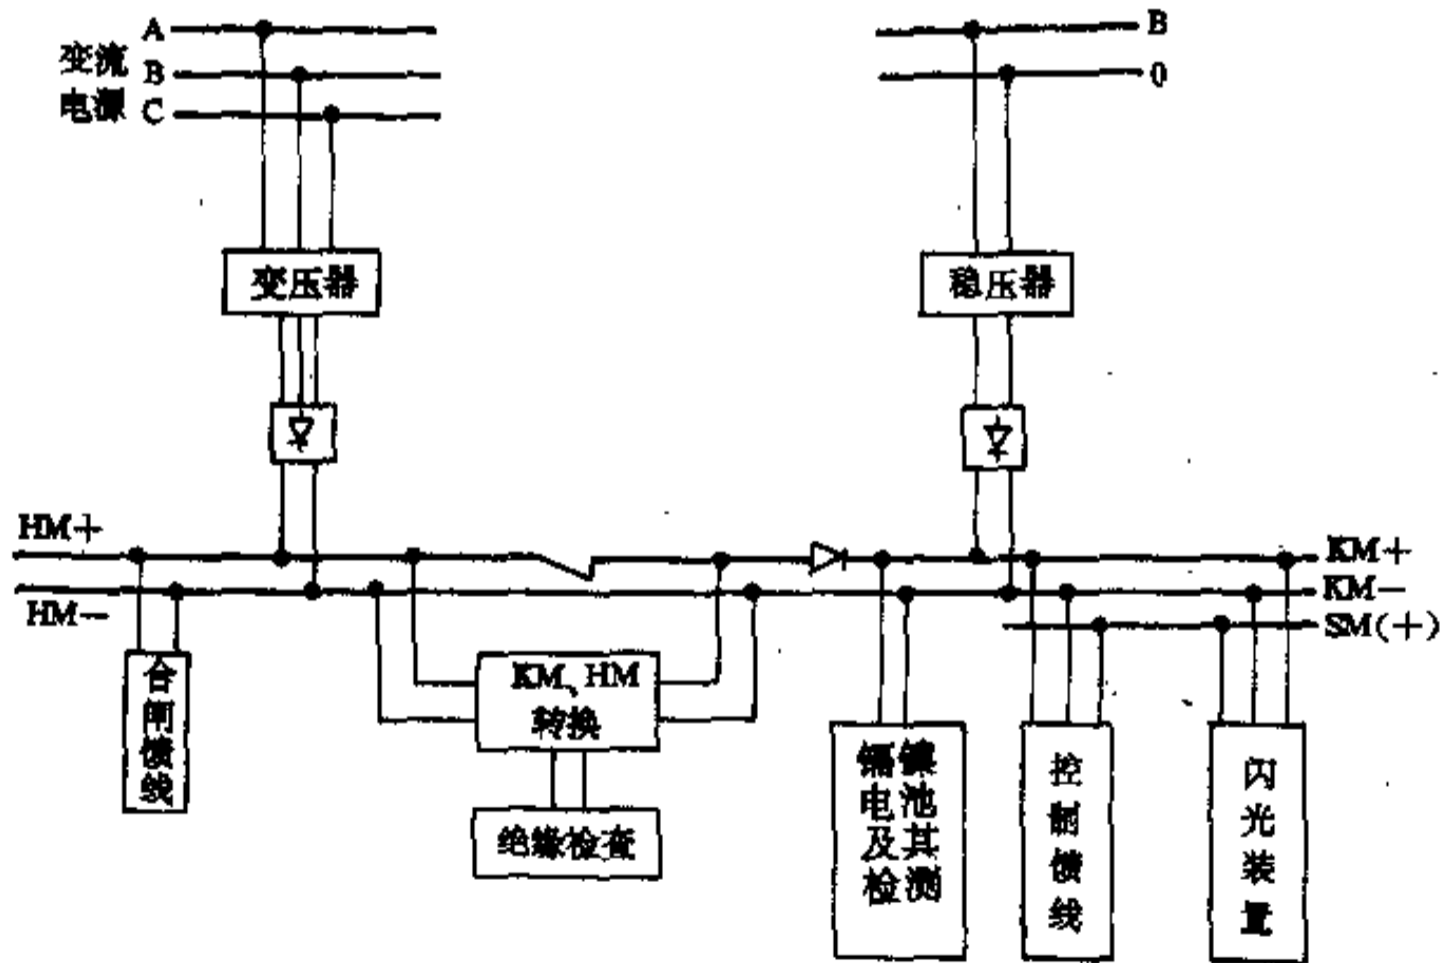 A
变流 B
电源 C
B
0
变压器
稳压器
HM+
HM-
KM+
KM-
SM(+)
合闸馈线
KM、HM
转换
绝缘检查
镉镍
电池
及其
检测
控制馈线
闪光装置